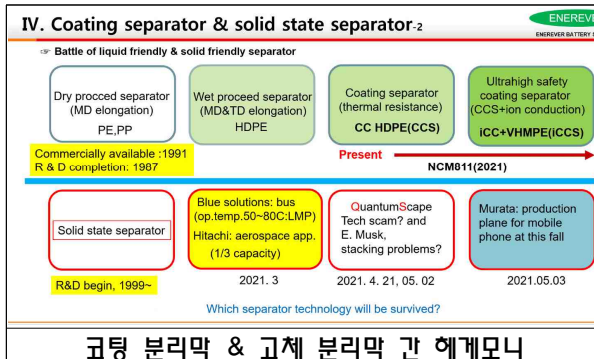 IV. Coating separator & solid state separator-2
ENEREVE
ENEREVER BATTERY
☞ Battle of liquid friendly & solid friendly separator
Dry procced separator
(MD elongation)
PE,PP
Wet proceed separator
(MD&TD elongation)
HDPE
Coating separator
(thermal resistance)
CC HDPE(CCS)
Ultrahigh safety
coating separator
(CCS+ion conduction)
iCC+VHMPE(iCCS)
Commercially available :1991
R & D completion: 1987
Present
NCM811(2021)
Solid state separator
Blue solutions: bus
(op.temp.50~80C:LMP)
Hitachi: aerospace app.
(1/3 capacity)
QuantumScape
Tech scam? and
E. Musk,
stacking problems?
Murata: production
plane for mobile
phone at this fall
R&D begin, 1999~
2021. 3
2021. 4. 21, 05. 02
2021.05.03
Which separator technology will be survived?
코팅 분리막 & 고체 분리막 간 헤게모니